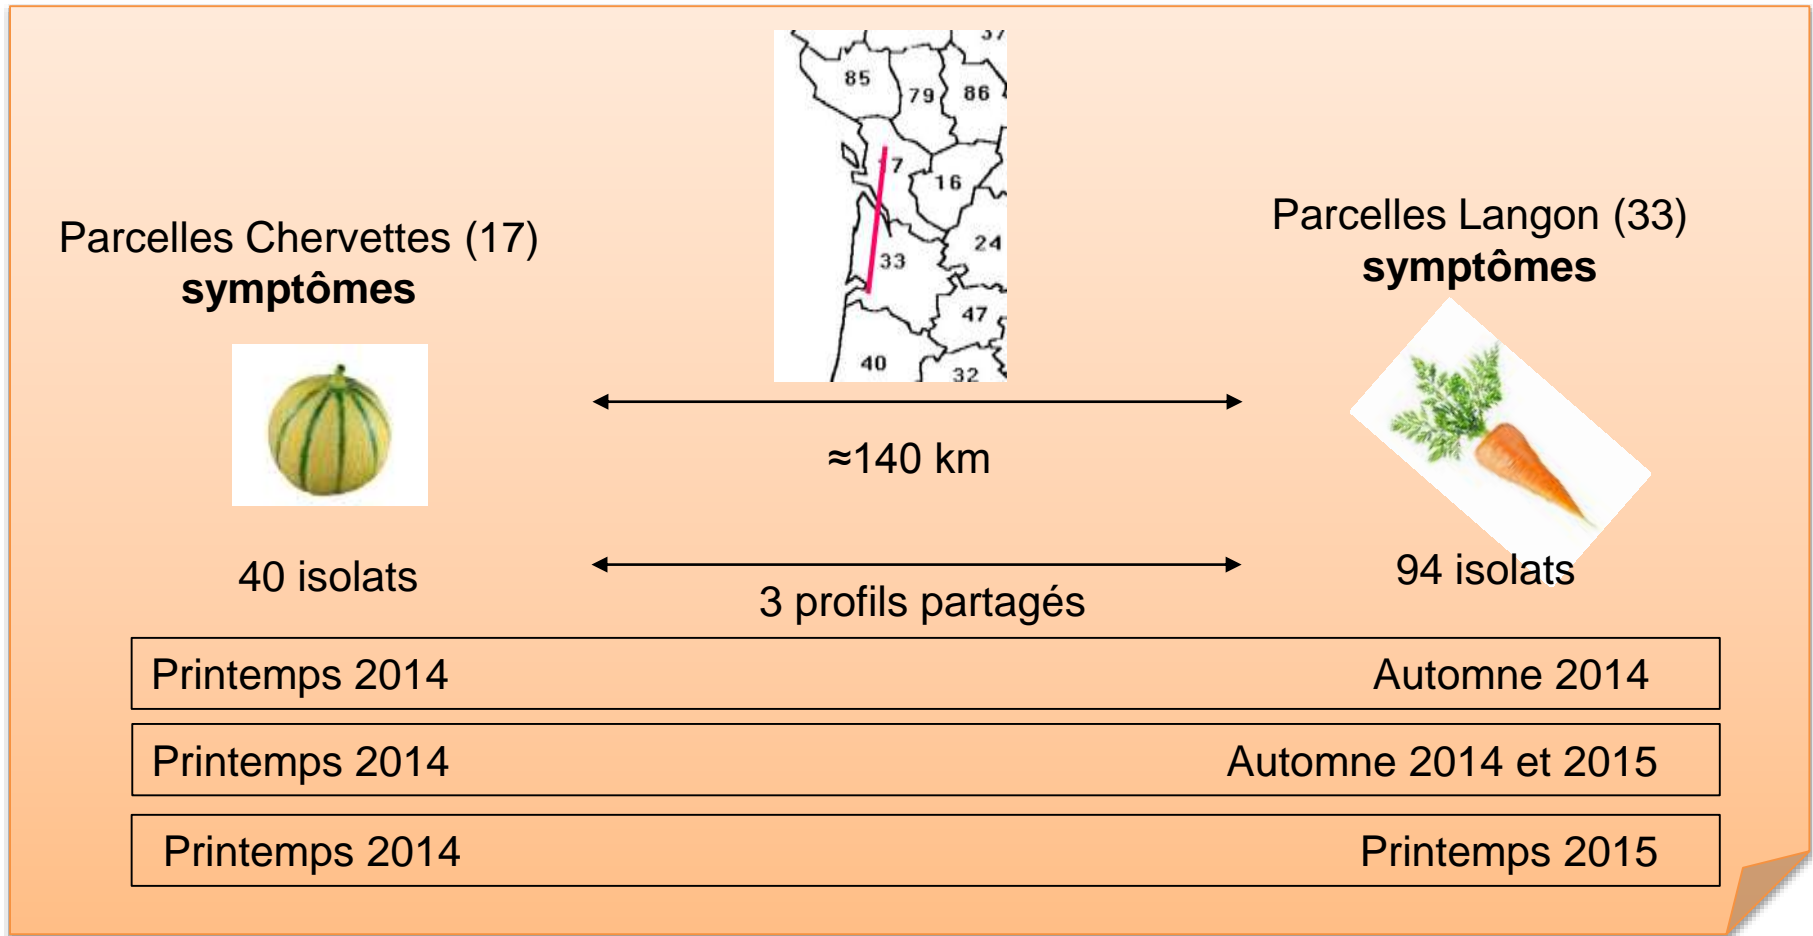 37
85
79
86
7
16
24
33
47
40
32
Parcelles Chervettes (17)
symptômes
Parcelles Langon (33)
symptômes
≈140 km
40 isolats
94 isolats
3 profils partagés
Printemps 2014 Automne 2014
Printemps 2014 Automne 2014 et 2015
Printemps 2014 Printemps 2015